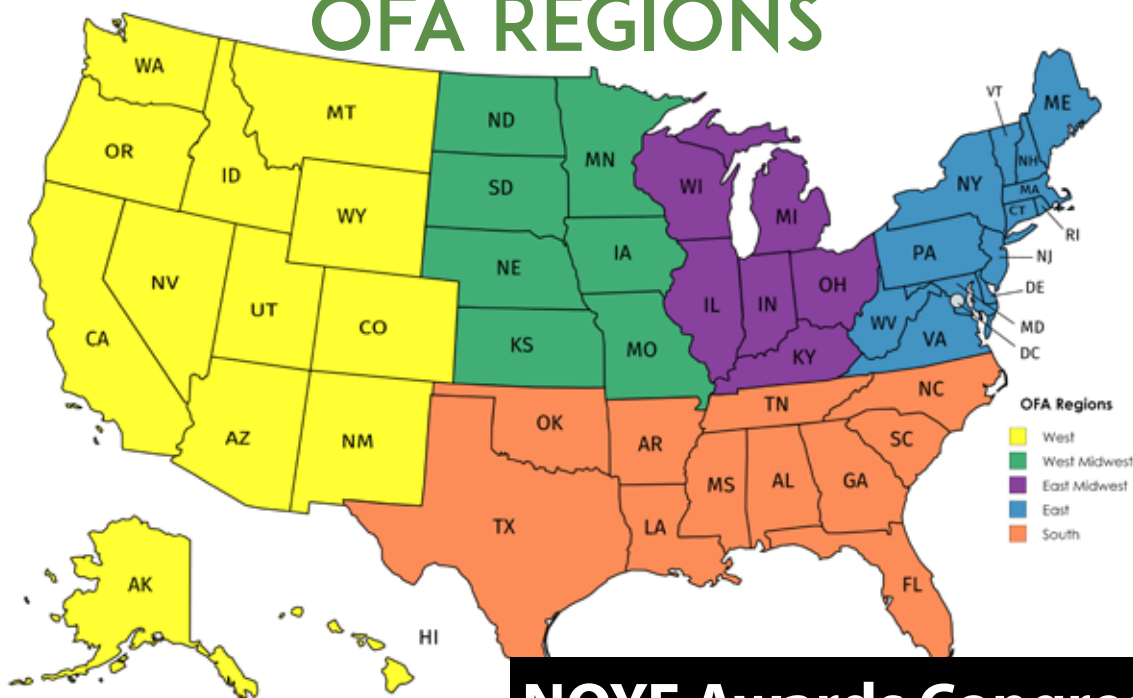 OFA REGIONS
WA
MT
ND
MN
VT
ME
OR
ID
SD
WI
MI
NH
NY
MA
CT
RI
WY
NE
IA
PA
NJ
NV
UT
CO
KS
MO
IL
IN
OH
DE
WV
VA
MD
DC
CA
KY
AZ
NM
OK
AR
TN
NC
SC
MS
AL
GA
TX
LA
FL
AK
HI
OFA Regions
West
West Midwest
East Midwest
East
South